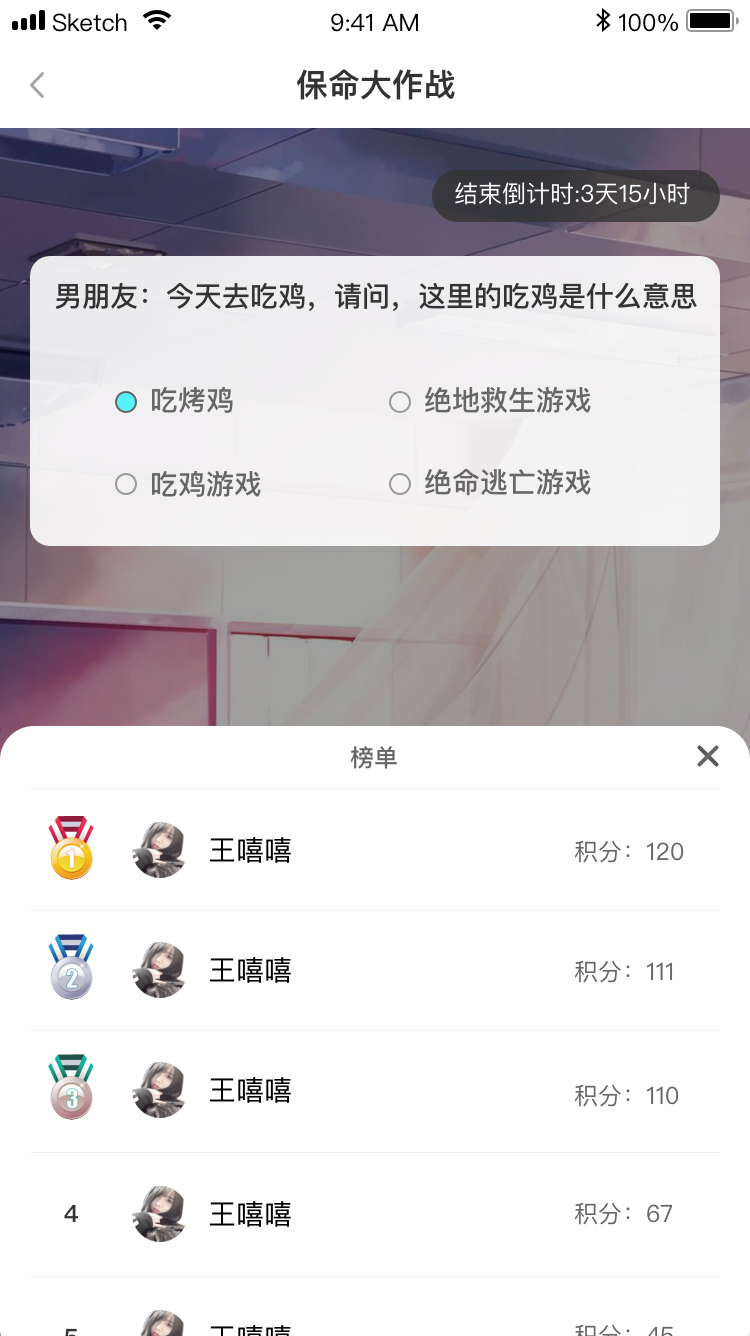 Sketch 9:41 AM 100%
保命大作战
结束倒计时:3天15小时
男朋友：今天去吃鸡，请问，这里的吃鸡是什么意思
吃烤鸡 绝地救生游戏
吃鸡游戏 绝命逃亡游戏
榜单
1 王嘻嘻 积分：120
2 王嘻嘻 积分：111
3 王嘻嘻 积分：110
4 王嘻嘻 积分：67
5 王嘻嘻 积分：45